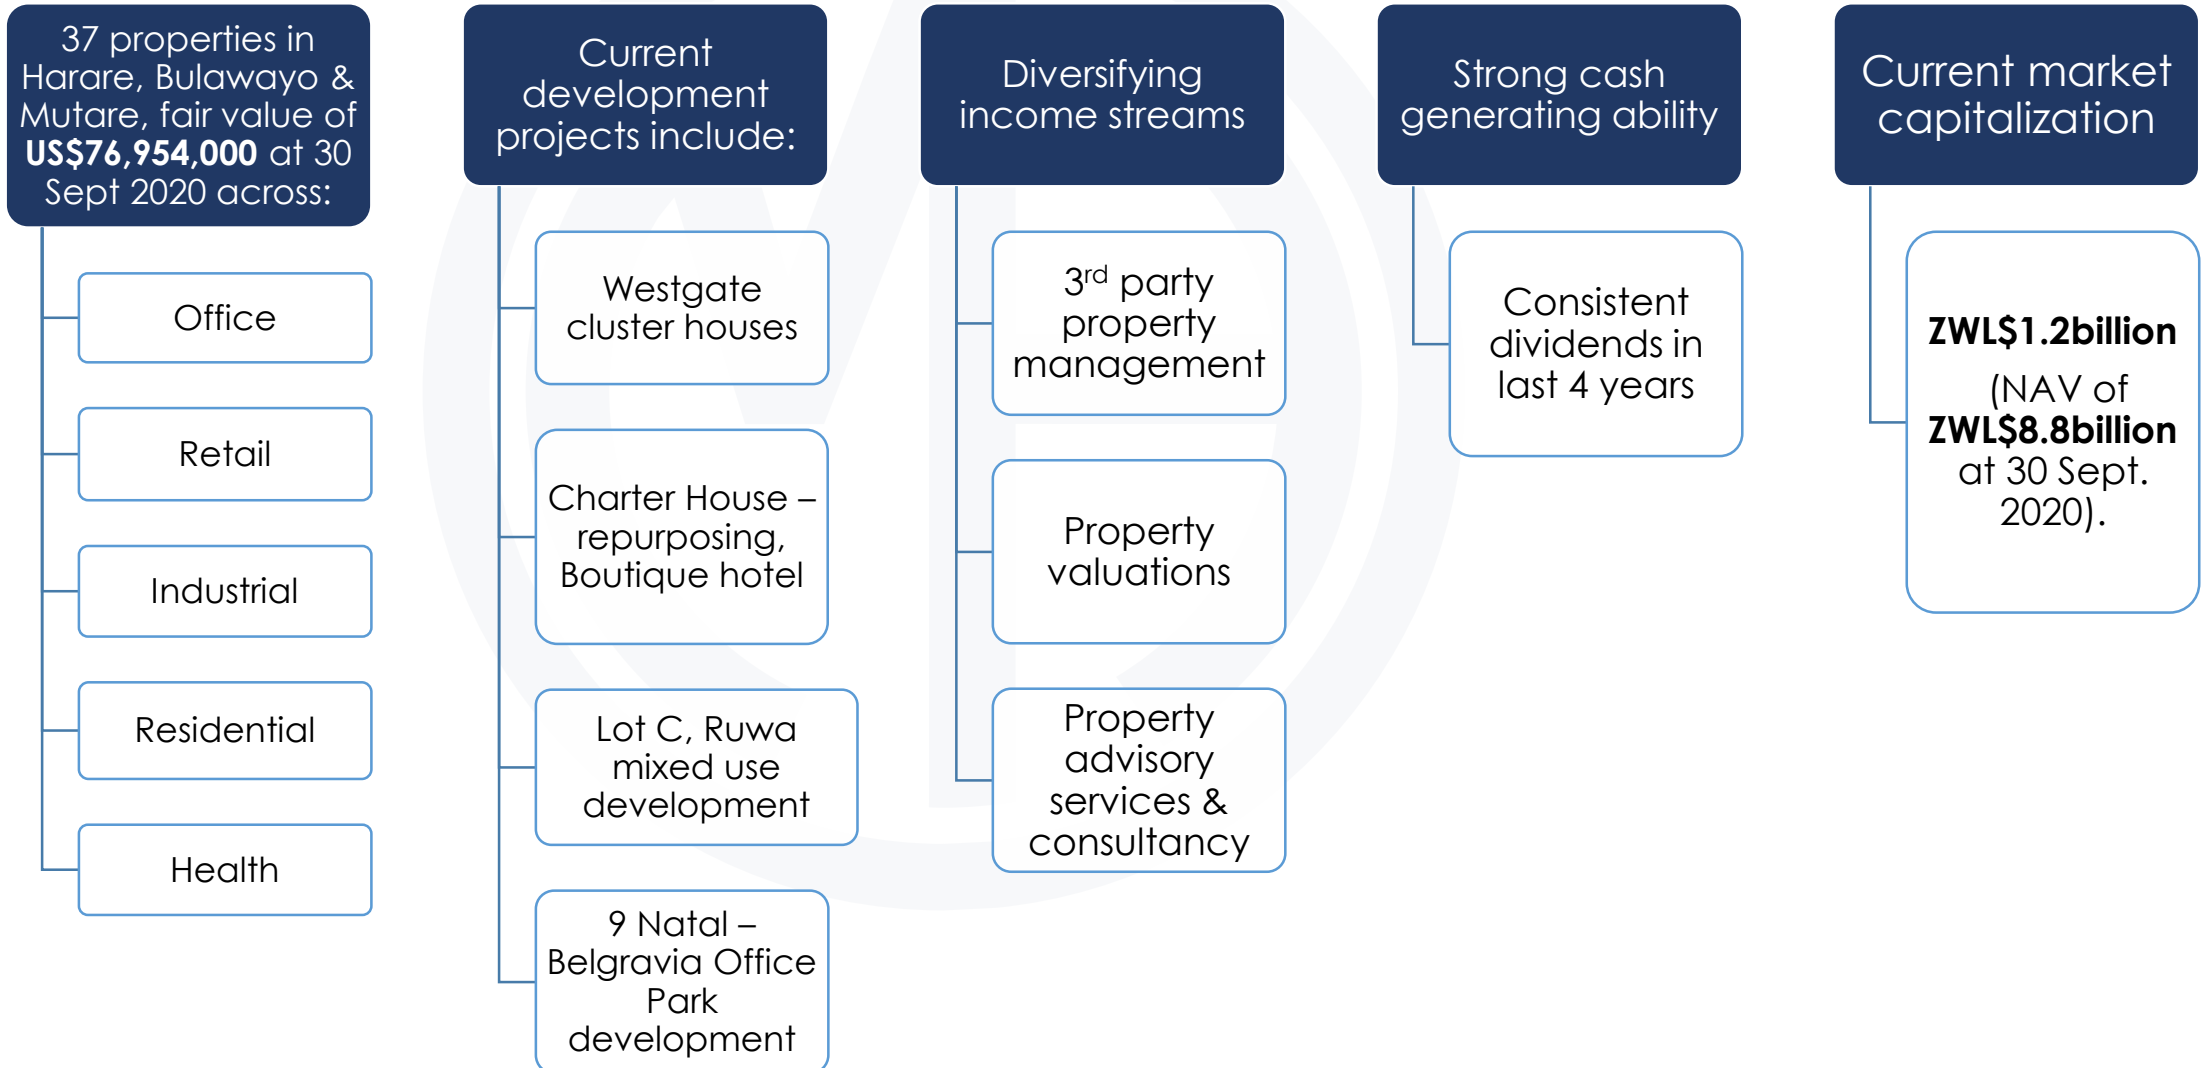 37 properties in
Harare, Bulawayo &
Mutare, fair value of
US$76,954,000 at 30
Sept 2020 across:
Office
Retail
Industrial
Residential
Health
Current
development
projects include:
Westgate
cluster houses
Charter House –
repurposing,
Boutique hotel
Lot C, Ruwa
mixed use
development
9 Natal –
Belgravia Office
Park
development
Diversifying
income streams
3rd party
property
management
Property
valuations
Property
advisory
services &
consultancy
Strong cash
generating ability
Consistent
dividends in
last 4 years
Current market
capitalization
ZWL$1.2billion
(NAV of
ZWL$8.8billion
at 30 Sept.
2020).